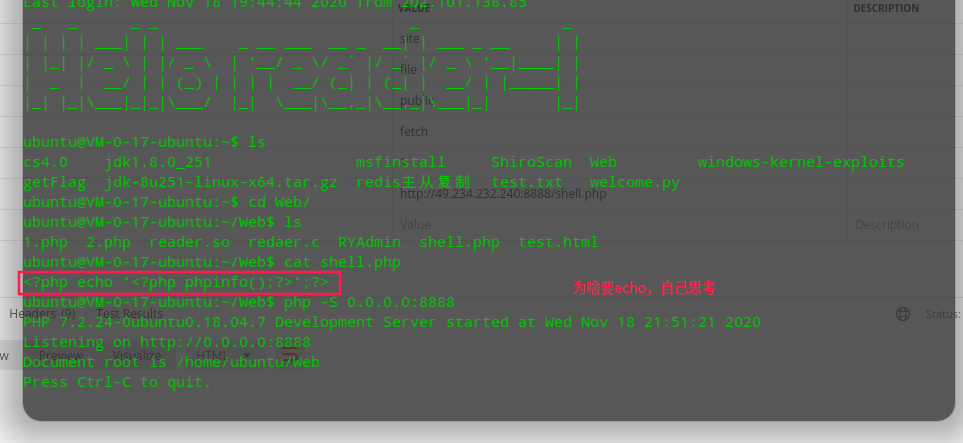 Last login: Wed Nov 18 19:44:44 2020 from 202.101.138.85
VALUE
DESCRIPTION
site
file
public
fetch
ubuntu@VM-0-17-ubuntu:~$ ls
cs4.0 jdk1.8.0_251 msfinstall ShiroScan Web windows-kernel-exploits
getFlag jdk-8u251-linux-x64.tar.gz redis主从复制 test.txt welcome.py
http://49.234.232.240:8888/shell.php
ubuntu@VM-0-17-ubuntu:~$ cd Web/
ubuntu@VM-0-17-ubuntu:~/Web$ ls
Value
Description
1.php 2.php reader.so redaer.c RYAdmin shell.php test.html
ubuntu@VM-0-17-ubuntu:~/Web$ cat shell.php
<?php echo '<?php phpinfo();?>';?>
为啥要echo，自己思考
ubuntu@VM-0-17-ubuntu:~/Web$ php -S 0.0.0.0:8888
Headers (9) Test Results
Status:
PHP 7.2.24-0ubuntu0.18.04.7 Development Server started at Wed Nov 18 21:51:21 2020
Listening on http://0.0.0.0:8888
w Preview Visualize HTML
Document root is /home/ubuntu/Web
Press Ctrl-C to quit.